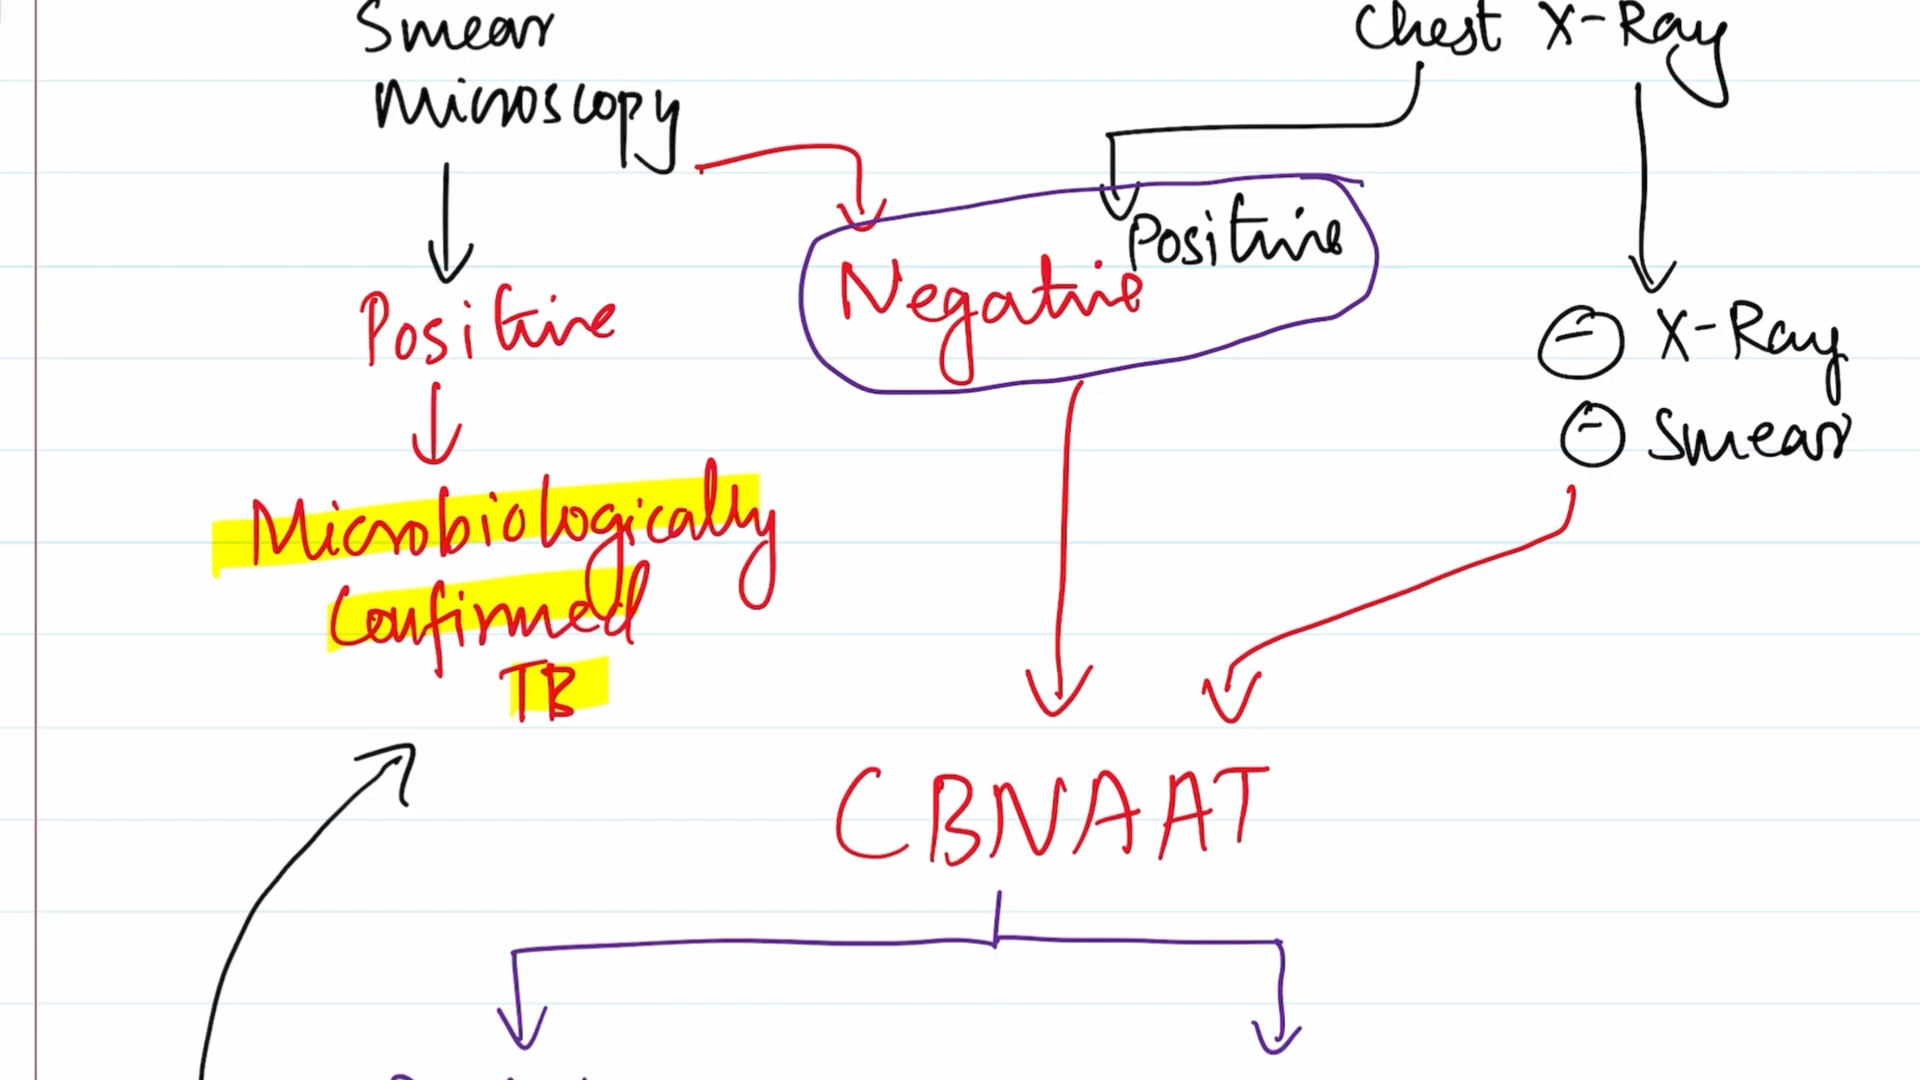 Smear
Microscopy
Chest X-Ray
Positive
Negative
Positive
- X-Ray
- Smear
Microbiologically
Confirmed
TB
CBNAAT